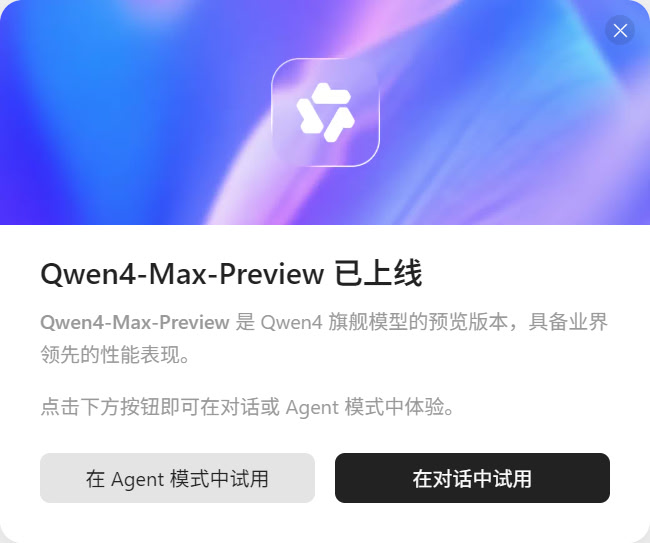 Qwen4-Max-Preview 已上线
Qwen4-Max-Preview 是 Qwen4 旗舰模型的预览版本，具备业界
领先的性能表现。
点击下方按钮即可在对话或 Agent 模式中体验。
在 Agent 模式中试用
在对话中试用